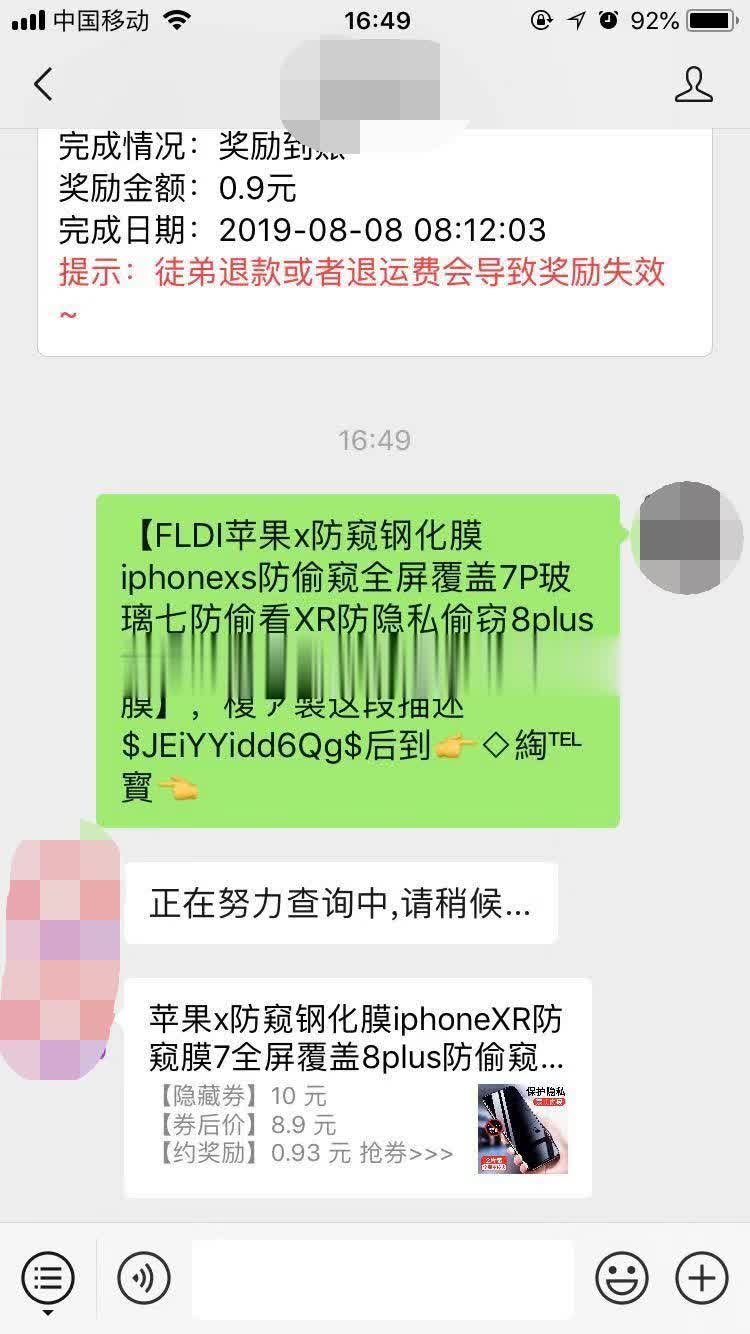 中国移动
16:49
92%
完成情况：奖励到账
奖励金额：0.9元
完成日期：2019-08-08 08:12:03
提示：徒弟退款或者退运费会导致奖励失效
~
16:49
【FLDI苹果x防窥钢化膜
iphonexs防偷窥全屏覆盖7P玻
璃七防偷看XR防隐私偷窃8plus
膜】，椱ァ製这段描述
$JEiYYidd6Qg$后到👉◇綯℡
寳👈
正在努力查询中,请稍候...
苹果x防窥钢化膜iphoneXR防
窥膜7全屏覆盖8plus防偷窥...
【隐藏券】10 元
【券后价】8.9 元
【约奖励】0.93 元 抢券>>>
保护隐私